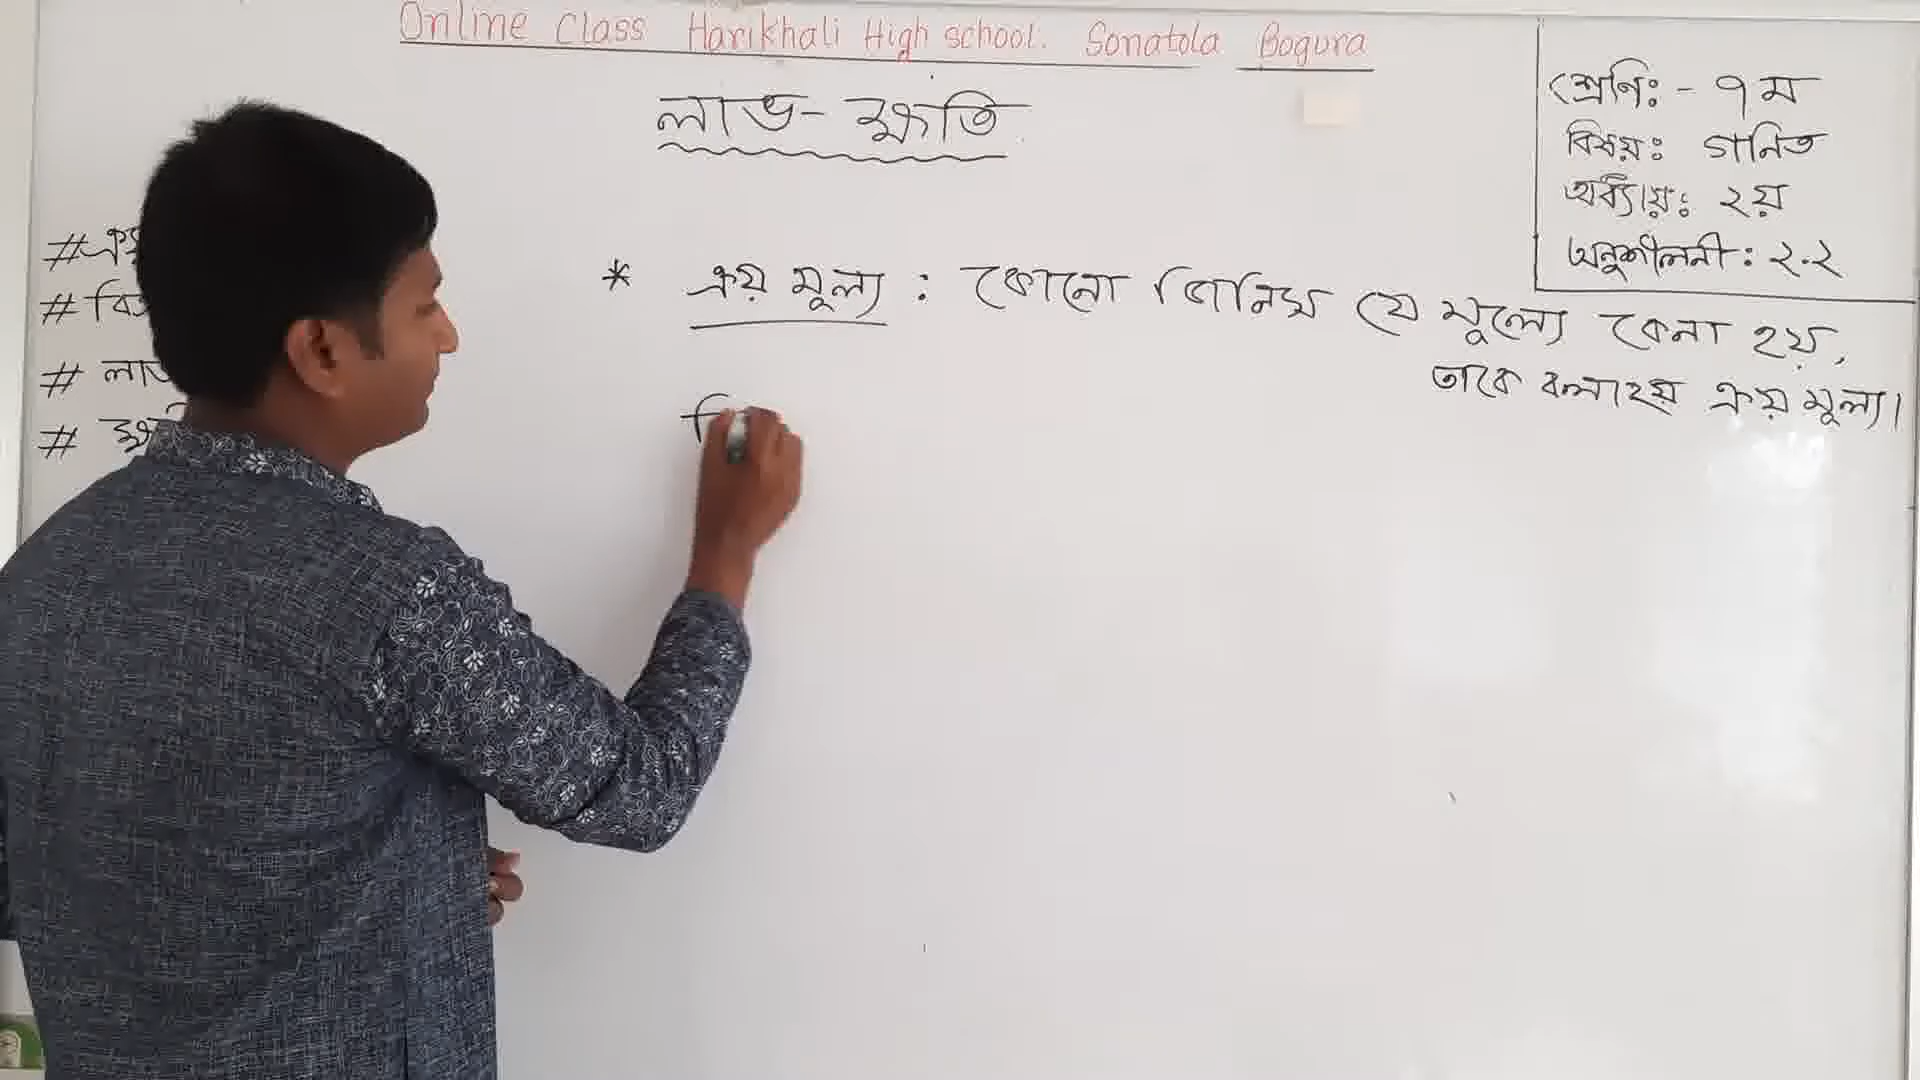 Online Class Harikhali High school. Sonatola Bogura
লাভ- ক্ষতি
শ্রেণিঃ - ৭ম
বিষয়ঃ গনিত
অধ্যায়ঃ ২য়
অনুশীলনী: ২.২
#
#
# লাভ
#
* ক্রয় মূল্য : কোনো জিনিস যে মূল্যে কেনা হয়,
তাকে বলা হয় ক্রয় মূল্য।